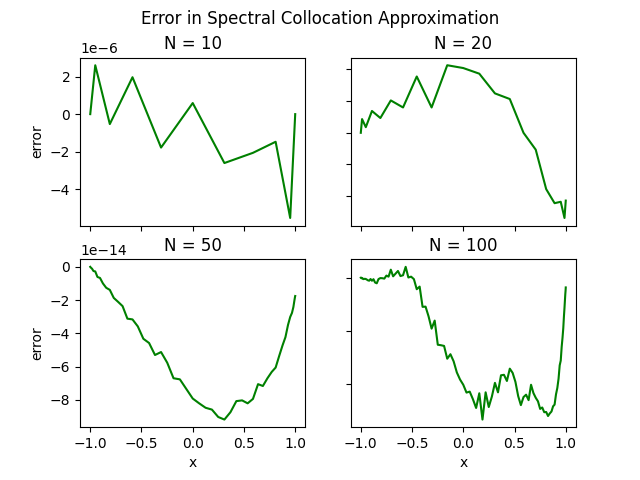 Error in Spectral Collocation Approximation
N = 10
N = 20
1e−6
2
0
−2
−4
error
N = 50
N = 100
1e−14
0
−2
−4
−6
−8
error
−1.0 −0.5 0.0 0.5 1.0
−1.0 −0.5 0.0 0.5 1.0
x
x